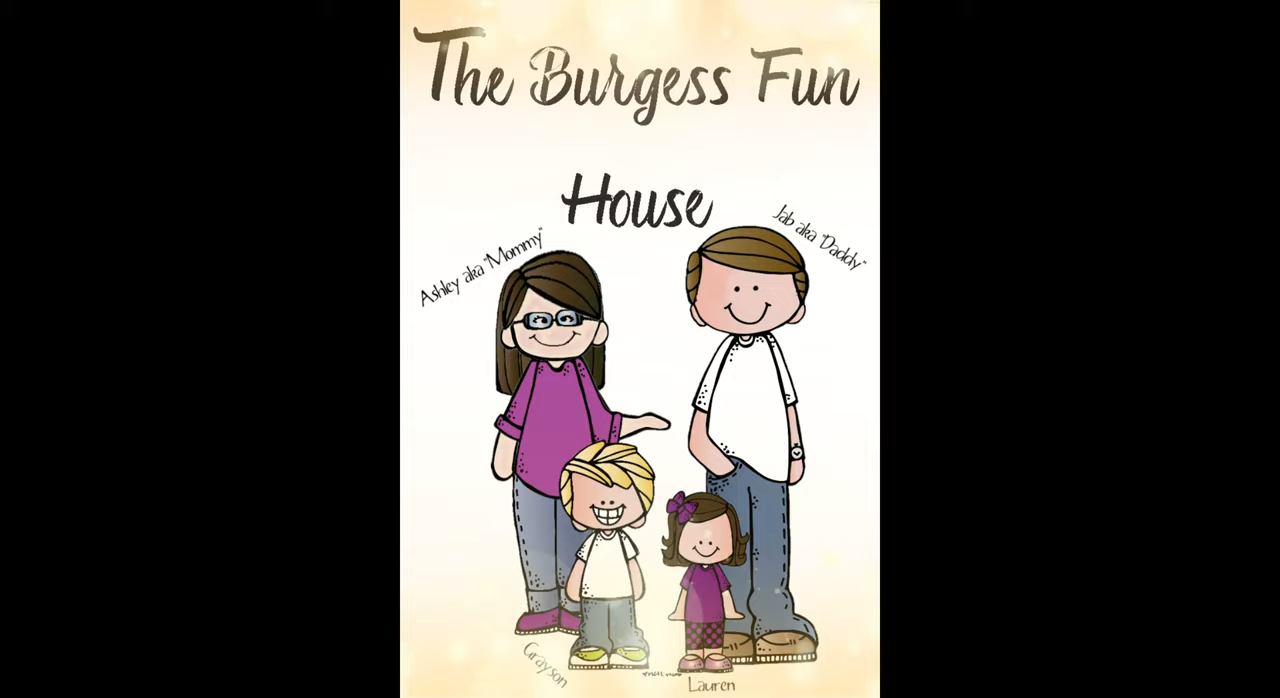 The Burgess Fun
House
Ashley aka "Mommy"
Jab aka "Daddy"
Grayson
Lauren